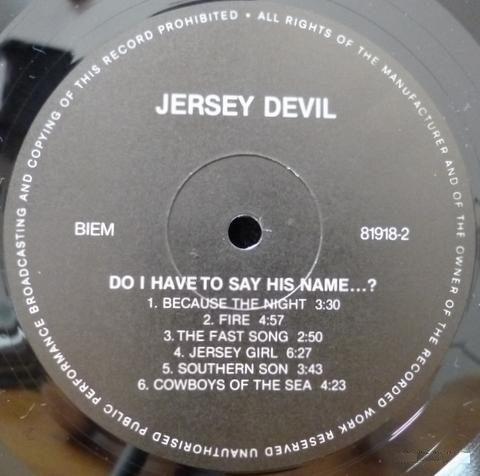 UNAUTHORISED PUBLIC PERFORMANCE BROADCASTING AND COPYING OF THIS RECORD PROHIBITED • ALL RIGHTS OF THE MANUFACTURER AND OF THE OWNER OF THE RECORDED WORK RESERVED
JERSEY DEVIL
BIEM
81918-2
DO I HAVE TO SAY HIS NAME...?
1. BECAUSE THE NIGHT 3:30
2. FIRE 4:57
3. THE FAST SONG 2:50
4. JERSEY GIRL 6:27
5. SOUTHERN SON 3:43
6. COWBOYS OF THE SEA 4:23